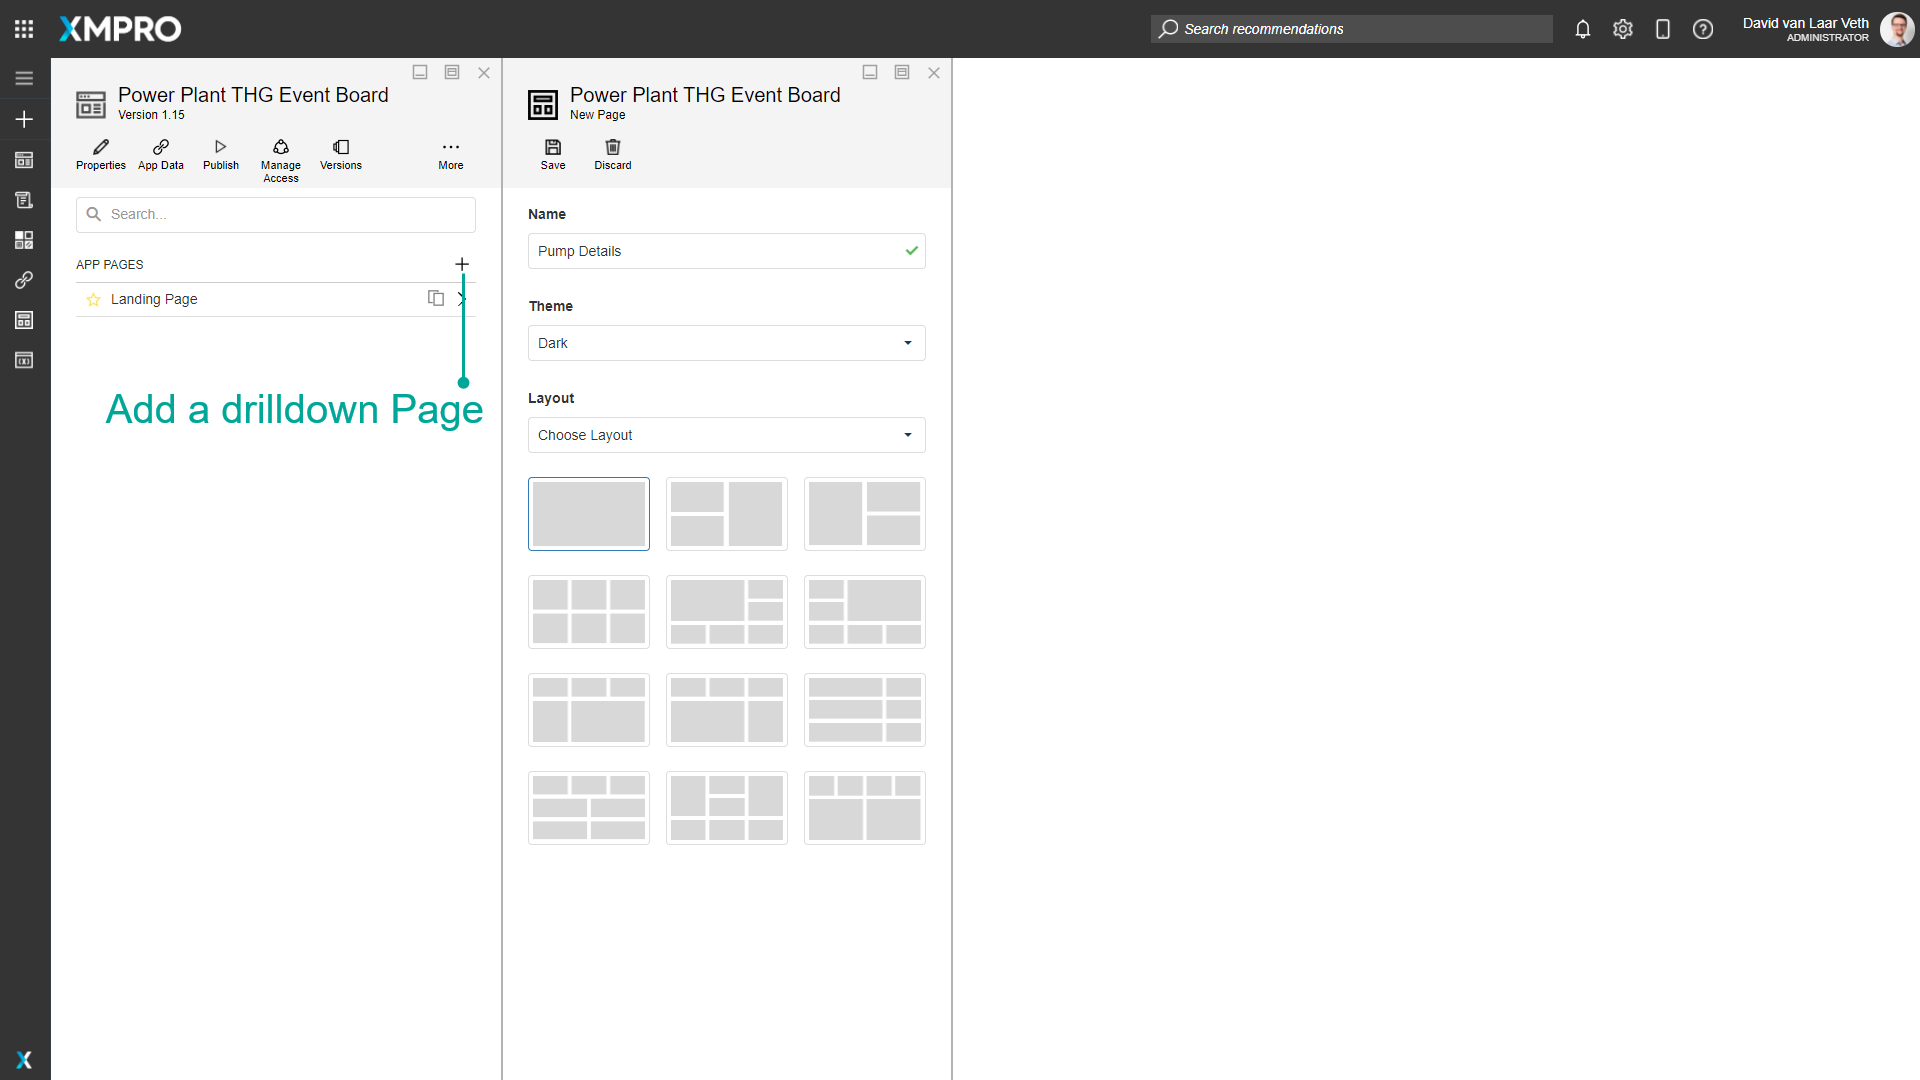 XMPRO
Search recommendations
David van Laar Veth
ADMINISTRATOR
Power Plant THG Event Board
Version 1.15
Properties
App Data
Publish
Manage
Access
Versions
More
Search...
APP PAGES
Landing Page
Add a drilldown Page
Power Plant THG Event Board
New Page
Save
Discard
Name
Pump Details
Theme
Dark
Layout
Choose Layout